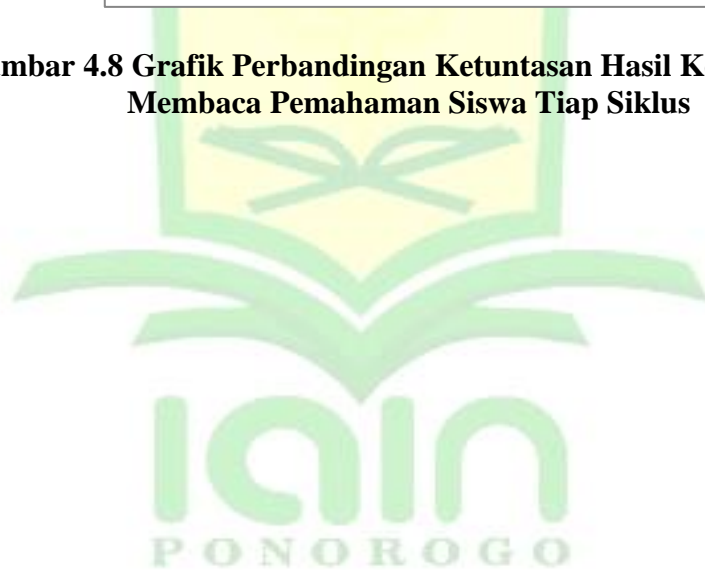 mbar 4.8 Grafik Perbandingan Ketuntasan Hasil K
Membaca Pemahaman Siswa Tiap Siklus
iain
PONOROGO